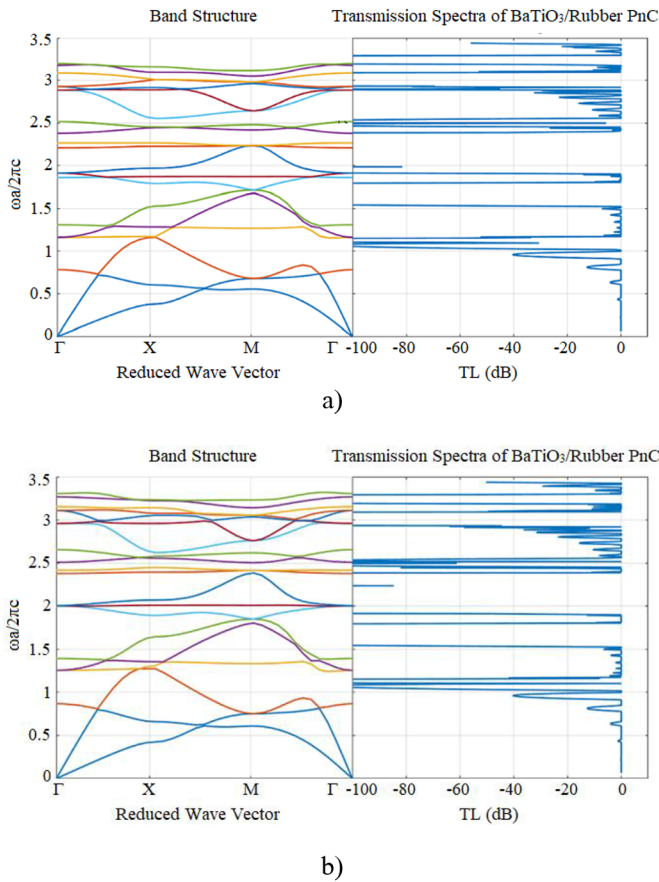 Band Structure Transmission Spectra of BaTiO₃/Rubber PnC
3.5
3
2.5
2
1.5
1
0.5
0
ωa/2πc
Γ X M Γ -100 -80 -60 -40 -20 0
Reduced Wave Vector TL (dB)
a)
Band Structure Transmission Spectra of BaTiO₃/Rubber PnC
3.5
3
2.5
2
1.5
1
0.5
0
ωa/2πc
Γ X M Γ -100 -80 -60 -40 -20 0
Reduced Wave Vector TL (dB)
b)